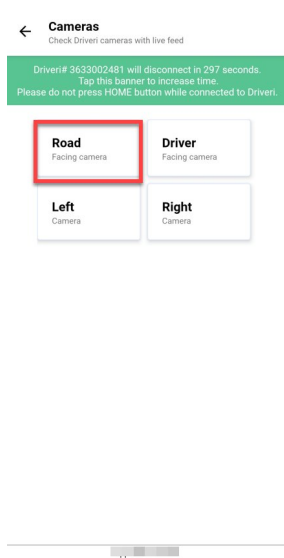 Cameras
Check Driveri cameras with live feed
Driveri# 3633002481 will disconnect in 297 seconds.
Tap this banner to increase time.
Please do not press HOME button while connected to Driveri.
Road
Facing camera
Driver
Facing camera
Left
Camera
Right
Camera